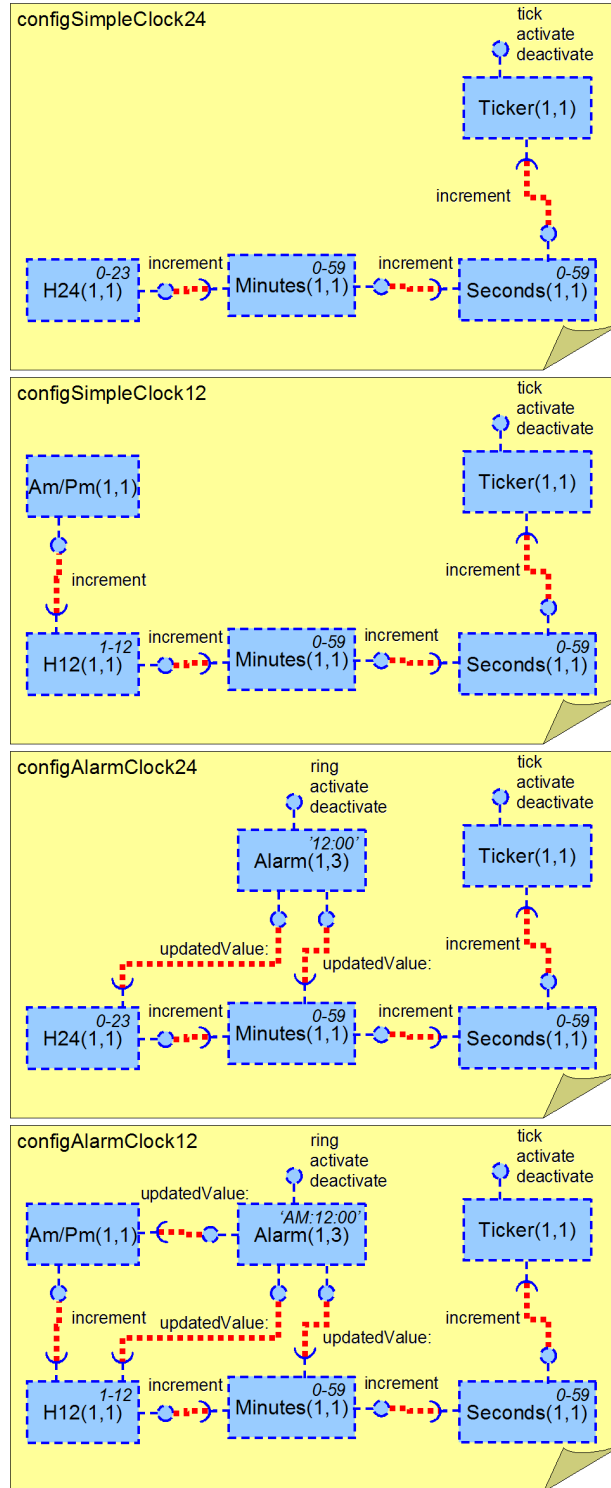 configSimpleClock24
tick
activate
deactivate
Ticker(1,1)
increment
0-23
H24(1,1)
increment
0-59
Minutes(1,1)
increment
0-59
Seconds(1,1)
configSimpleClock12
tick
activate
deactivate
Am/Pm(1,1)
Ticker(1,1)
increment
increment
1-12
H12(1,1)
increment
0-59
Minutes(1,1)
increment
0-59
Seconds(1,1)
configAlarmClock24
ring
activate
deactivate
tick
activate
deactivate
'12:00'
Alarm(1,3)
Ticker(1,1)
updatedValue:
updatedValue:
increment
0-23
H24(1,1)
increment
0-59
Minutes(1,1)
increment
0-59
Seconds(1,1)
configAlarmClock12
ring
activate
deactivate
tick
activate
deactivate
updatedValue:
Am/Pm(1,1)
'AM:12:00'
Alarm(1,3)
Ticker(1,1)
increment
updatedValue:
updatedValue:
increment
1-12
H12(1,1)
increment
0-59
Minutes(1,1)
increment
0-59
Seconds(1,1)